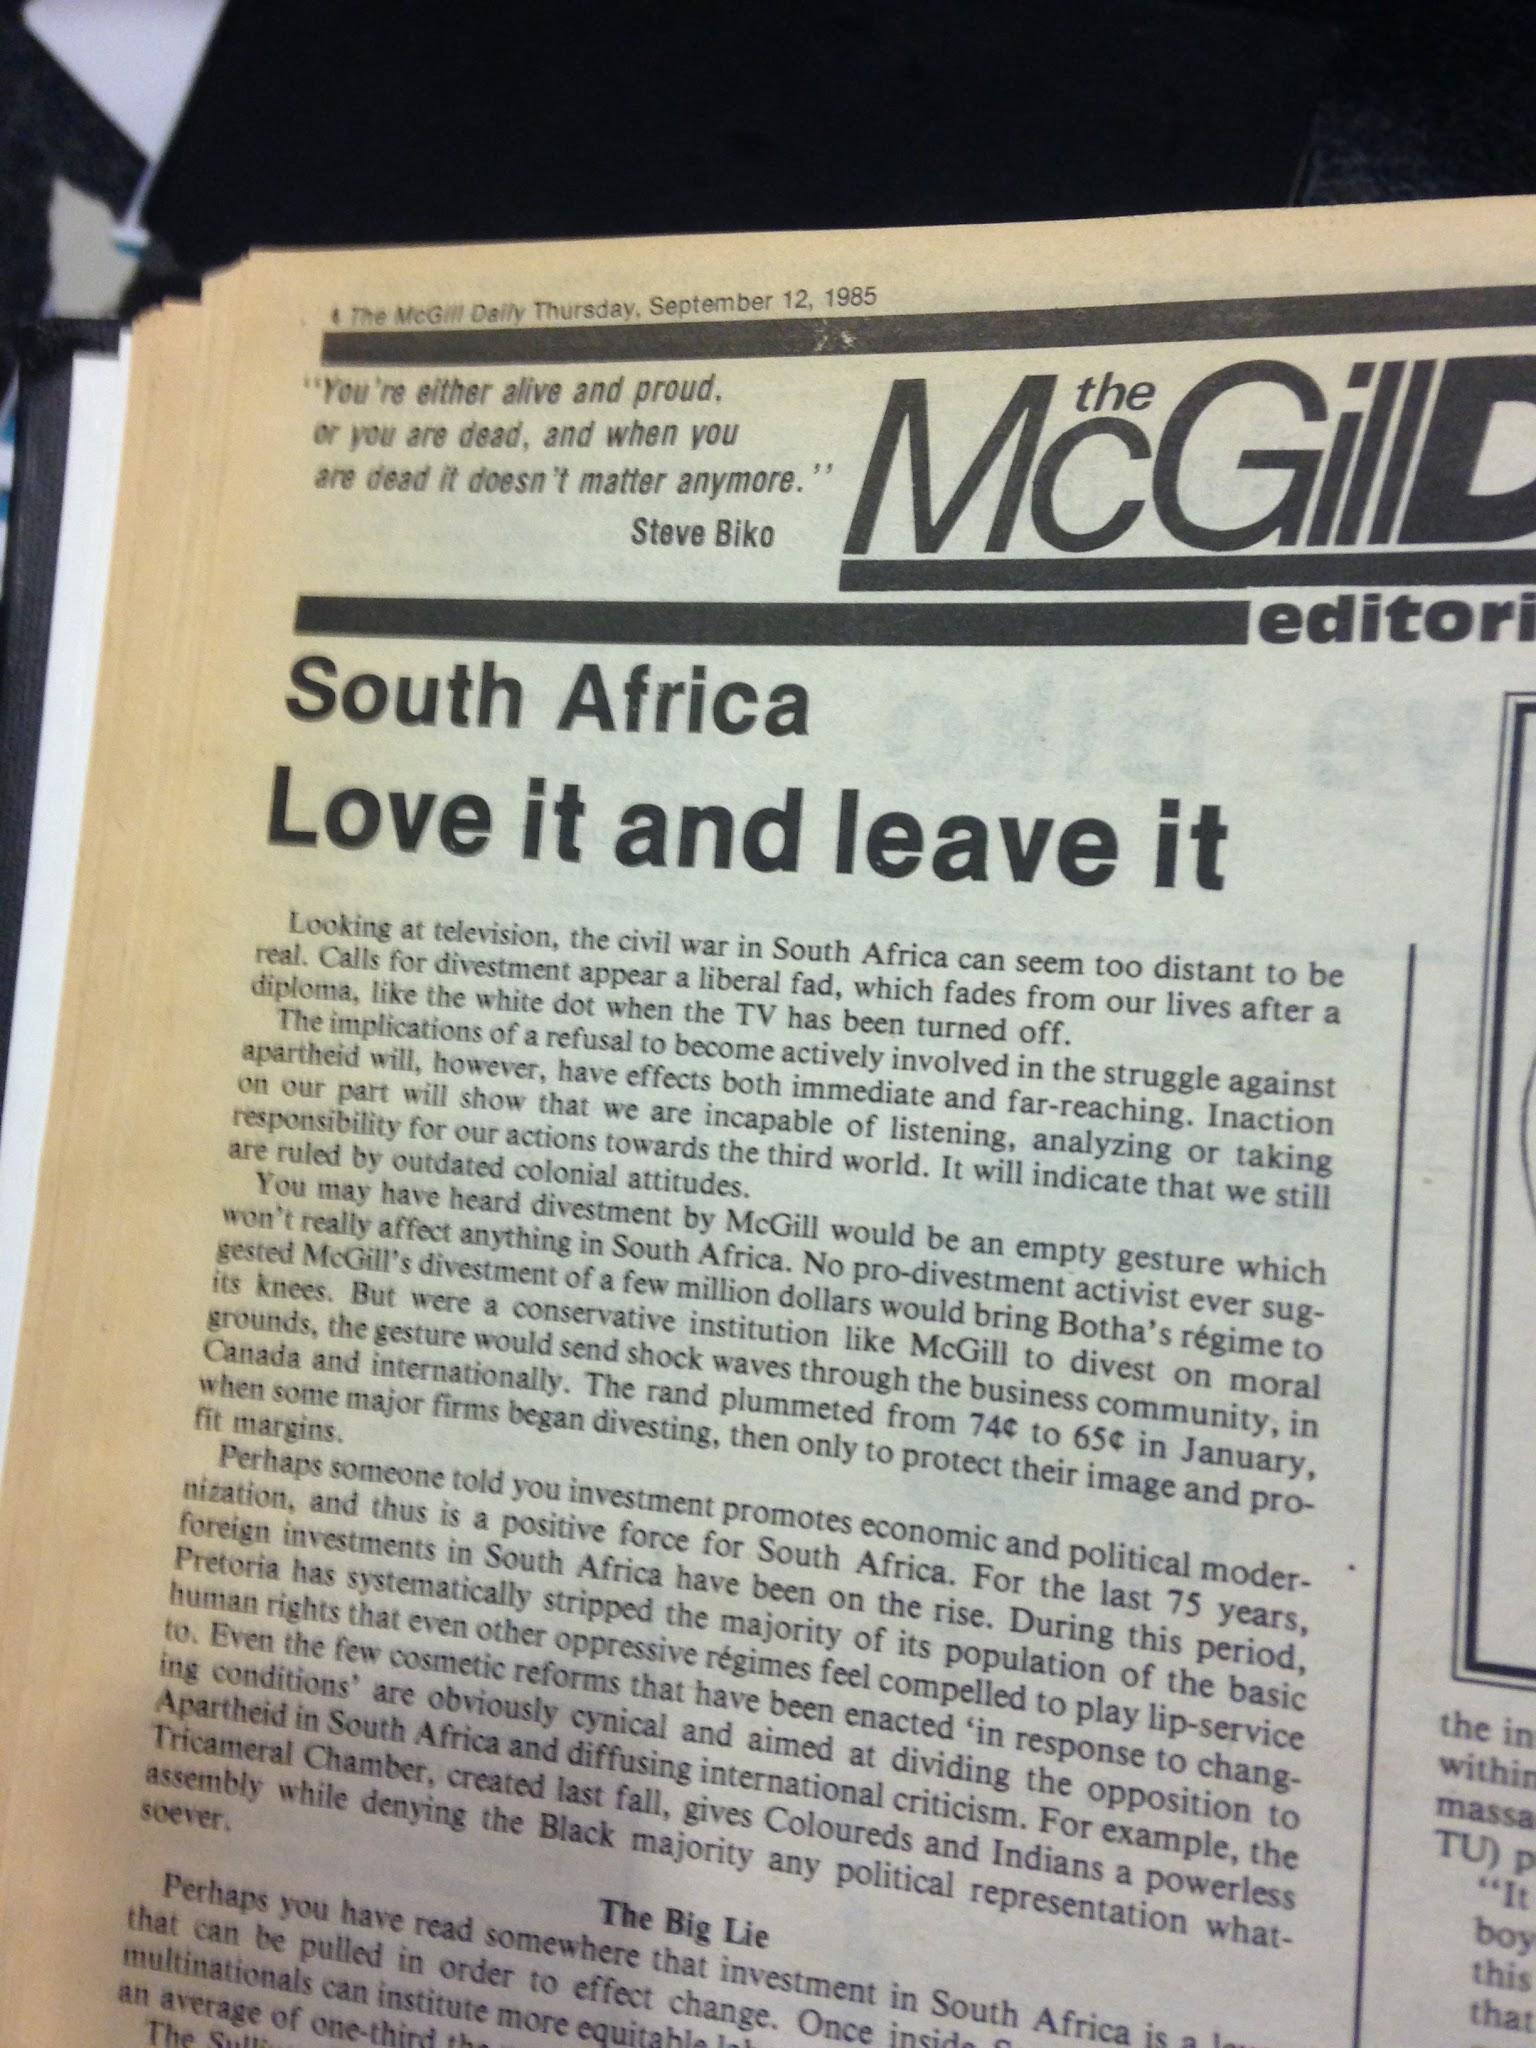 4 The McGill Daily Thursday, September 12, 1985
"You're either alive and proud,
or you are dead, and when you
are dead it doesn't matter anymore."
Steve Biko
the
McGill D
editori
South Africa
Love it and leave it
Looking at television, the civil war in South Africa can seem too distant to be
real. Calls for divestment appear a liberal fad, which fades from our lives after a
diploma, like the white dot when the TV has been turned off.
The implications of a refusal to become actively involved in the struggle against
apartheid will, however, have effects both immediate and far-reaching. Inaction
on our part will show that we are incapable of listening, analyzing or taking
responsibility for our actions towards the third world. It will indicate that we still
are ruled by outdated colonial attitudes.
You may have heard divestment by McGill would be an empty gesture which
won't really affect anything in South Africa. No pro-divestment activist ever sug-
gested McGill's divestment of a few million dollars would bring Botha's régime to
its knees. But were a conservative institution like McGill to divest on moral
grounds, the gesture would send shock waves through the business community, in
Canada and internationally. The rand plummeted from 74¢ to 65¢ in January,
when some major firms began divesting, then only to protect their image and pro-
fit margins.
Perhaps someone told you investment promotes economic and political moder-
nization, and thus is a positive force for South Africa. For the last 75 years,
foreign investments in South Africa have been on the rise. During this period,
Pretoria has systematically stripped the majority of its population of the basic
human rights that even other oppressive régimes feel compelled to play lip-service
to. Even the few cosmetic reforms that have been enacted 'in response to chang-
ing conditions' are obviously cynical and aimed at dividing the opposition to
Apartheid in South Africa and diffusing international criticism. For example, the
Tricameral Chamber, created last fall, gives Coloureds and Indians a powerless
assembly while denying the Black majority any political representation what-
soever.
The Big Lie
Perhaps you have read somewhere that investment in South Africa is a
that can be pulled in order to effect change. Once inside
multinationals can institute more equitable
an average of one-third
The
the in
within
massa
TU) p
"It
boy
this
that